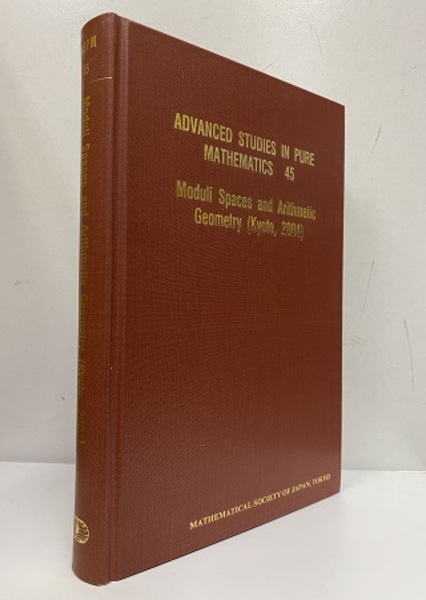 ADVANCED STUDIES IN PURE
MATHEMATICS 45
Moduli Spaces and Arithmetic
Geometry (Kyoto, 2004)
MATHEMATICAL SOCIETY OF JAPAN, TOKYO
45
Moduli Spaces and Arithmetic Geometry (Kyoto, 2004)